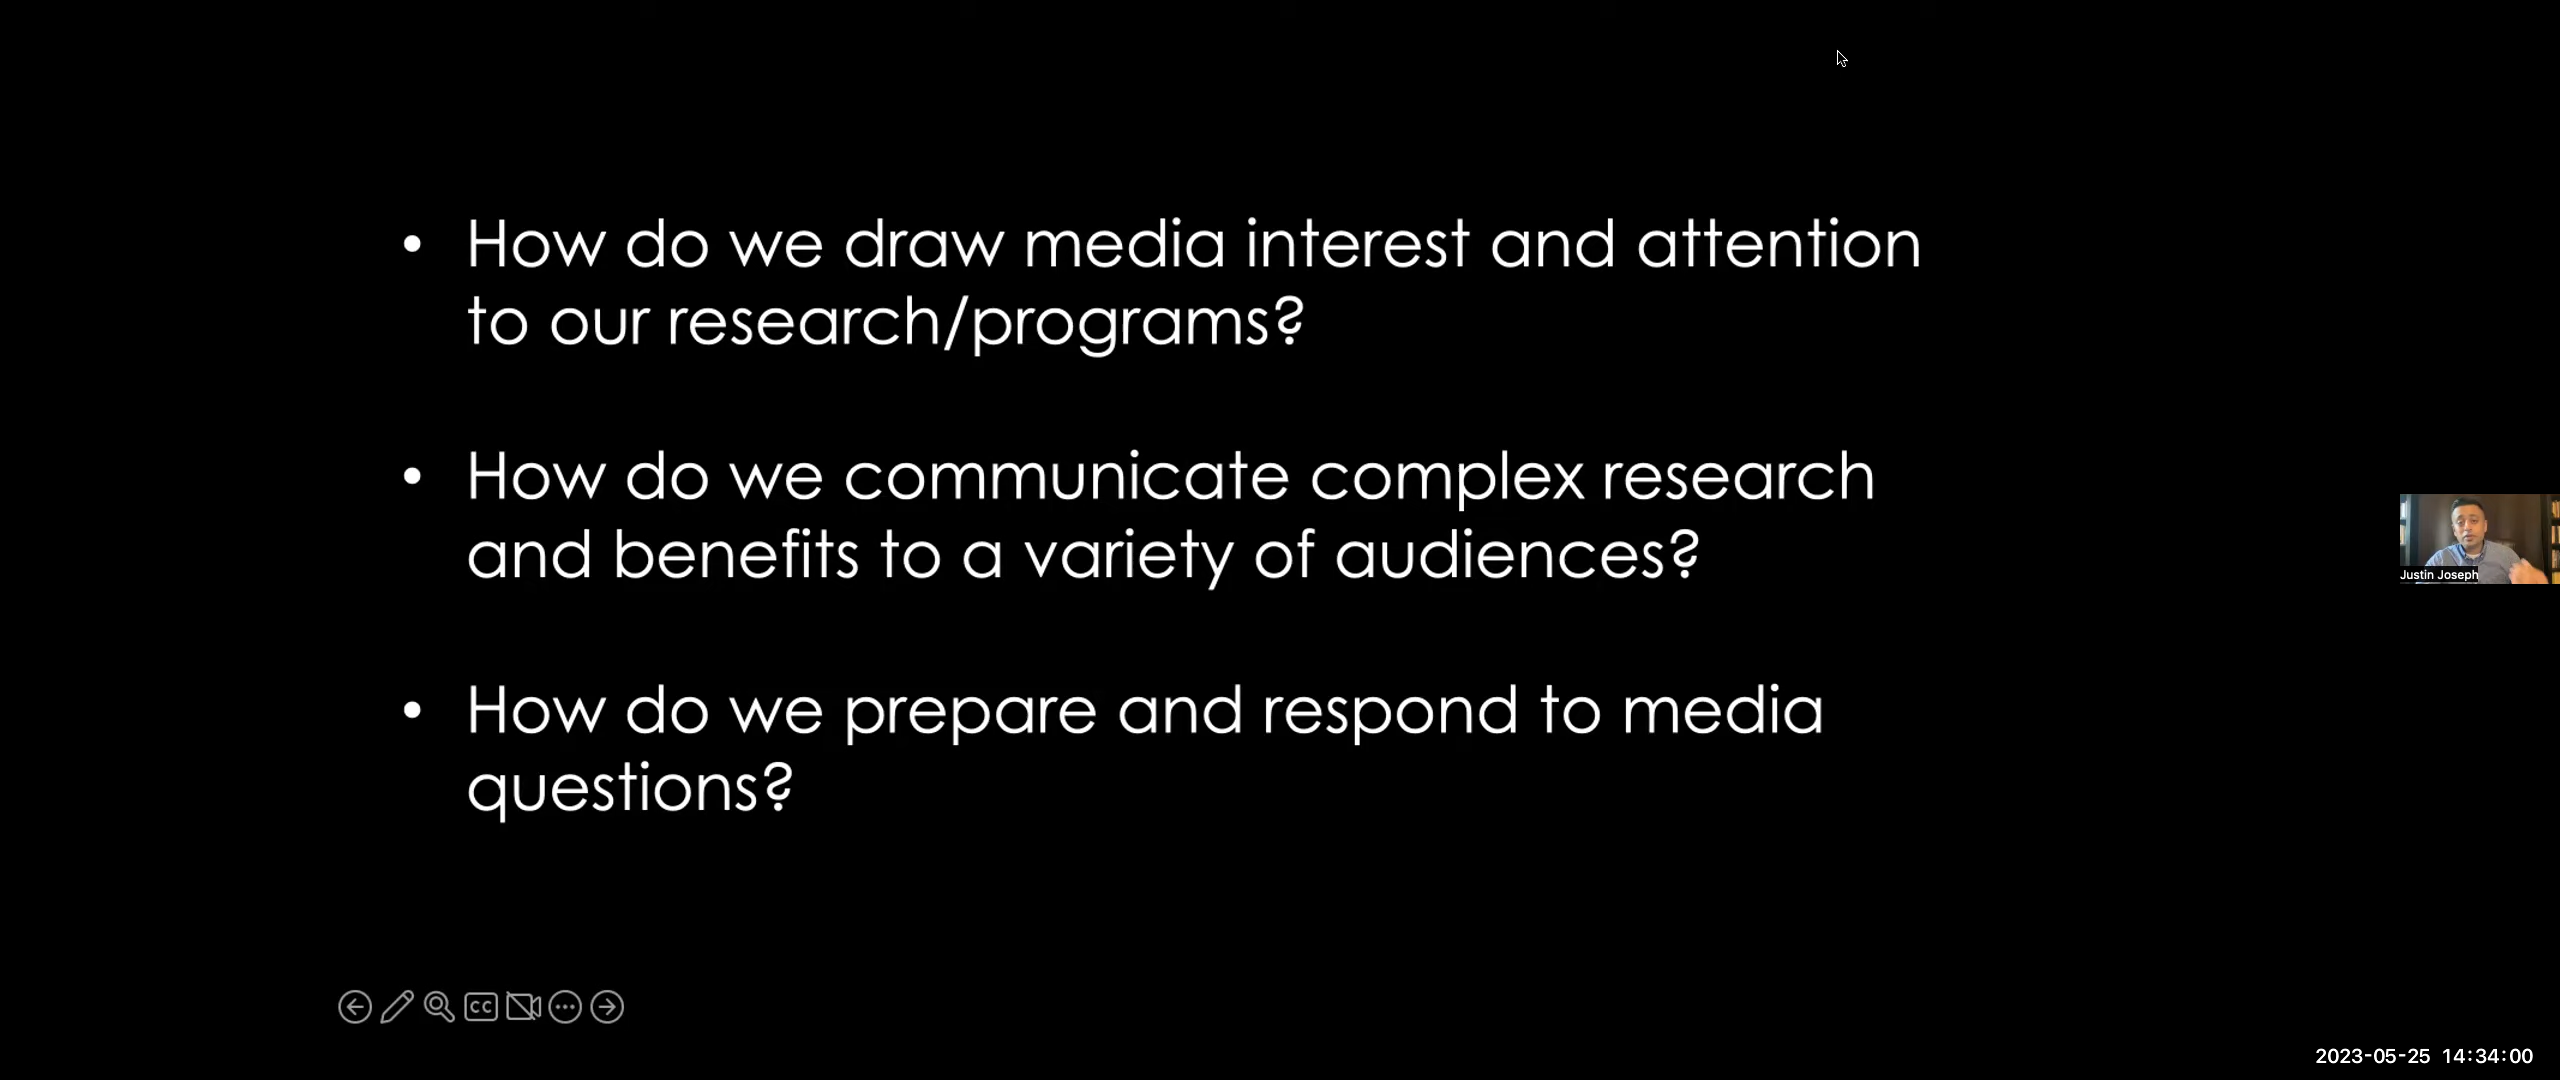 • How do we draw media interest and attention
to our research/programs?
• How do we communicate complex research
and benefits to a variety of audiences?
• How do we prepare and respond to media
questions?
Justin Joseph
CC
2023-05-25 14:34:00